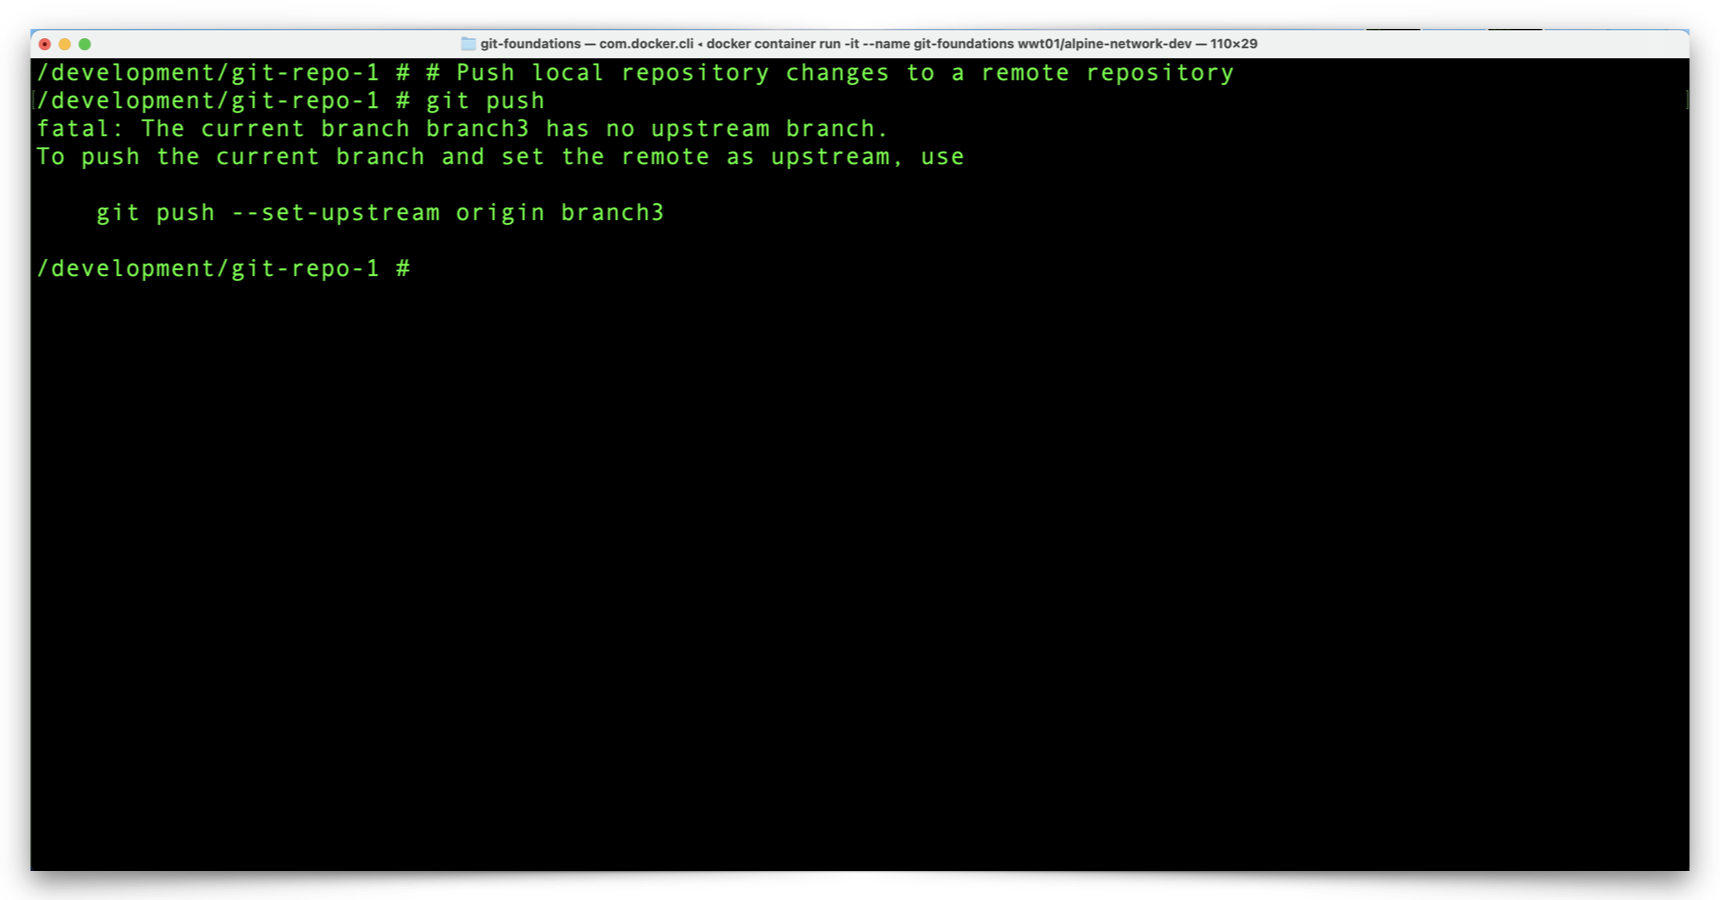 git-foundations — com.docker.cli ◂ docker container run -it --name git-foundations wwt01/alpine-network-dev — 110×29
/development/git-repo-1 # # Push local repository changes to a remote repository
/development/git-repo-1 # git push
fatal: The current branch branch3 has no upstream branch.
To push the current branch and set the remote as upstream, use
    git push --set-upstream origin branch3
/development/git-repo-1 #